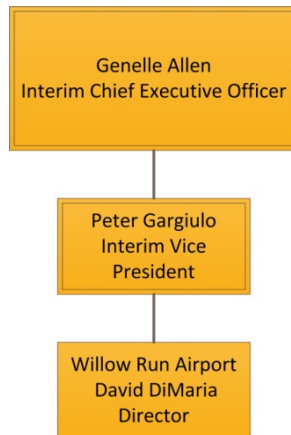 Genelle Allen
Interim Chief Executive Officer
Peter Gargiulo
Interim Vice
President
Willow Run Airport
David DiMaria
Director